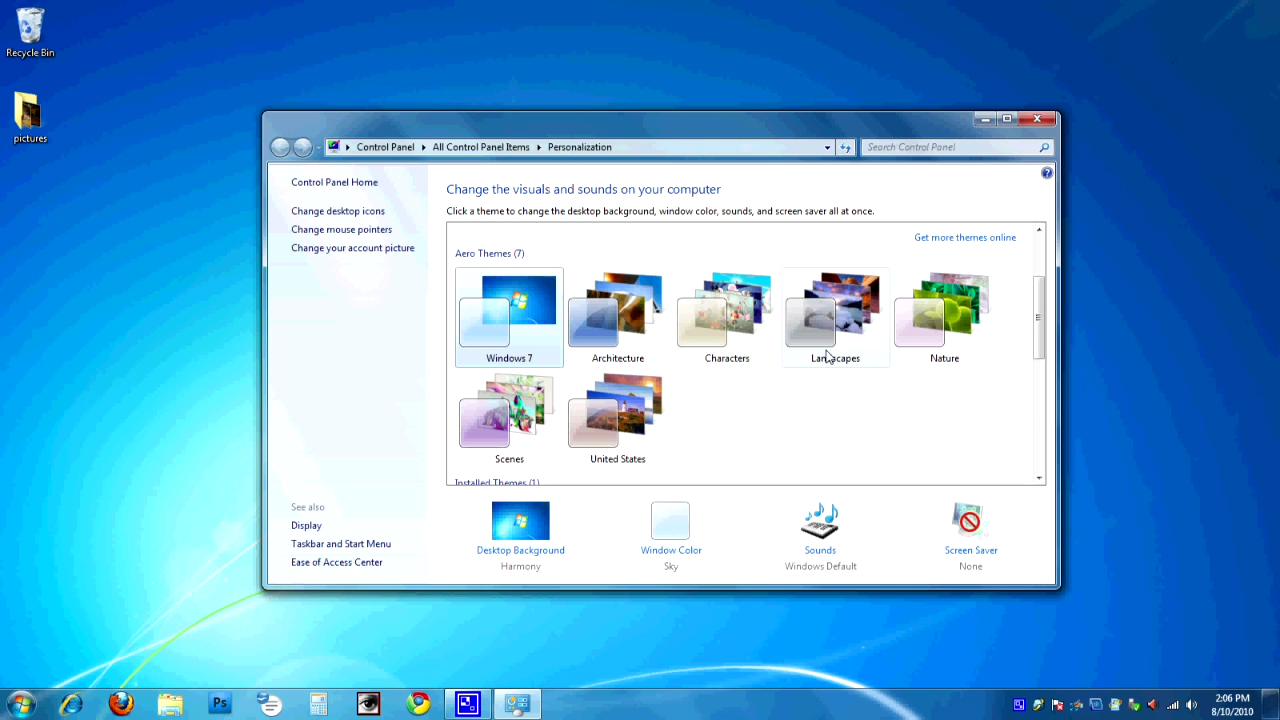 Recycle Bin
pictures
Control Panel
All Control Panel Items
Personalization
Search Control Panel
Control Panel Home
Change desktop icons
Change mouse pointers
Change your account picture
See also
Display
Taskbar and Start Menu
Ease of Access Center
Change the visuals and sounds on your computer
Click a theme to change the desktop background, window color, sounds, and screen saver all at once.
Get more themes online
Aero Themes (7)
Windows 7
Architecture
Characters
Landscapes
Nature
Scenes
United States
Installed Themes (1)
Desktop Background
Harmony
Window Color
Sky
Sounds
Windows Default
Screen Saver
None
Ps
2:06 PM
8/10/2010